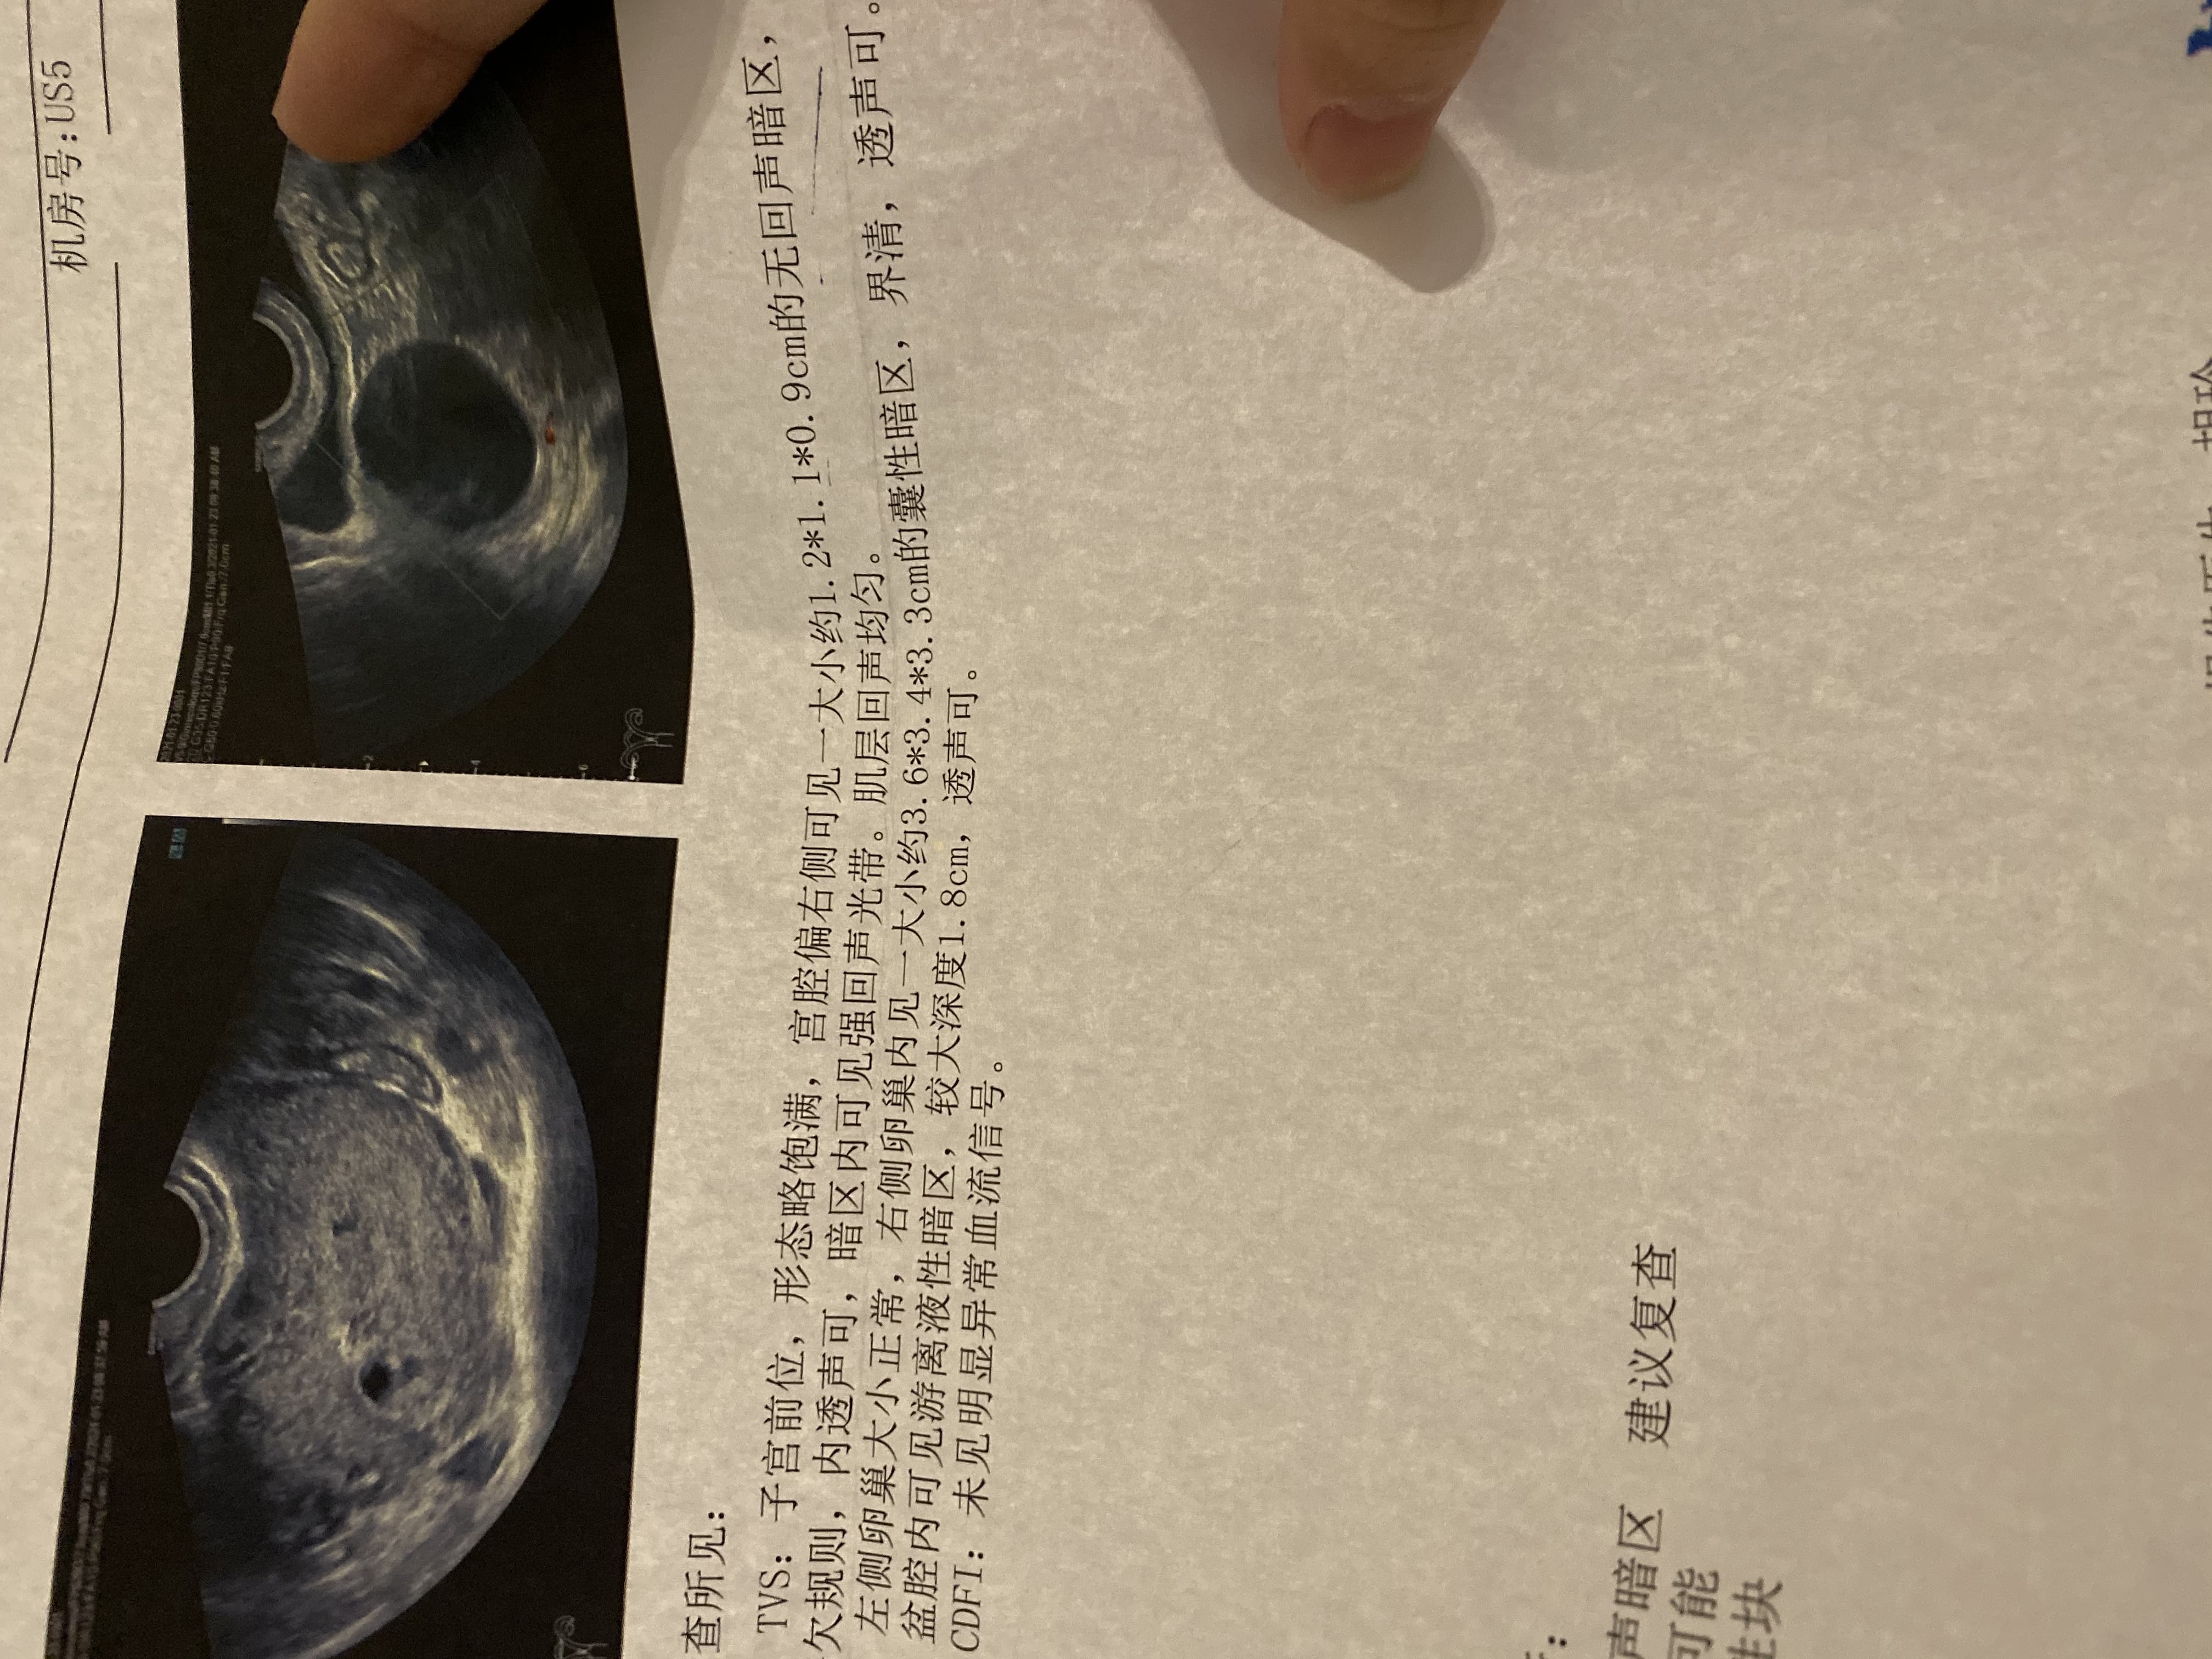 机房号:US5
查所见:
TVS: 子宫前位, 形态略饱满, 宫腔偏右侧可见一大小约1.2*1.1*0.9cm的无回声暗区,
欠规则, 内透声可, 暗区内可见强回声光带。肌层回声均匀。
左侧卵巢大小正常, 右侧卵巢内见一大小约3.6*3.4*3.3cm的囊性暗区, 界清, 透声可。
盆腔内可见游离液性暗区, 较大深度1.8cm, 透声可。
CDFI: 未见明显异常血流信号。
声暗区 建议复查
可能
性块